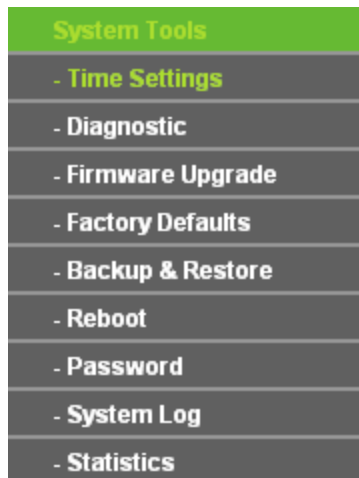 System Tools
- Time Settings
- Diagnostic
- Firmware Upgrade
- Factory Defaults
- Backup & Restore
- Reboot
- Password
- System Log
- Statistics